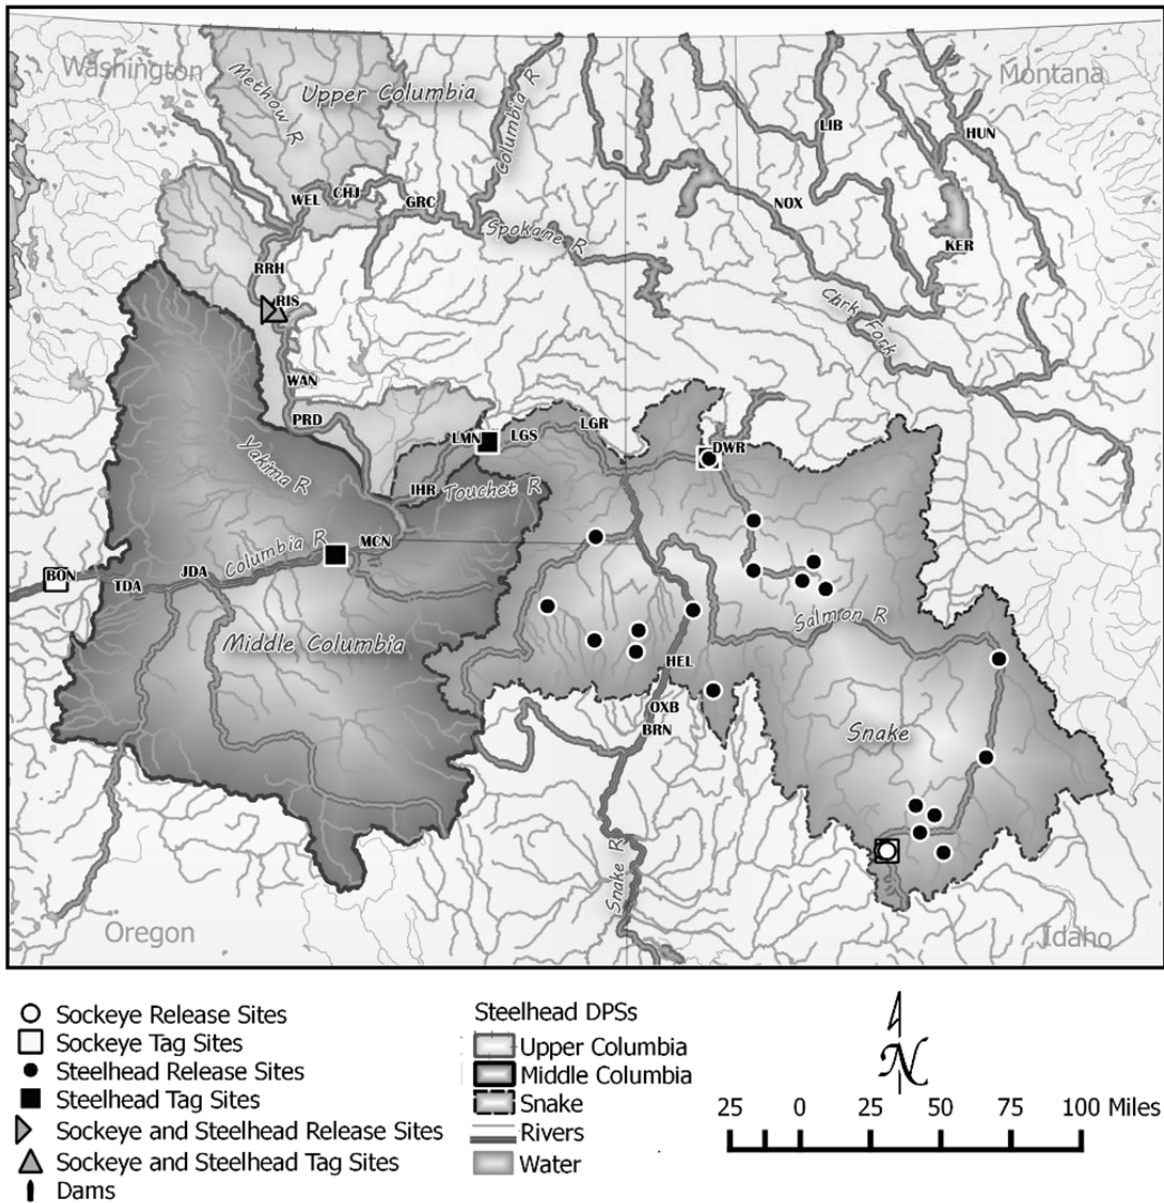 Washington
Montana
Methow R
Upper Columbia
Columbia R
LIB
HUN
WEL
CHJ
GRC
NOX
Spokane R
KER
RRH
RIS
Clark Fork
WAN
PRD
LMN
LGS
LGR
DWR
Yakima R
IHR
Touchet R
Columbia R
MCN
BON
TDA
JDA
Salmon R
Middle Columbia
HEL
OXB
BRN
Snake
Snake R
Oregon
Idaho
Sockeye Release Sites
Sockeye Tag Sites
Steelhead Release Sites
Steelhead Tag Sites
Sockeye and Steelhead Release Sites
Sockeye and Steelhead Tag Sites
Dams
Steelhead DPSs
Upper Columbia
Middle Columbia
Snake
Rivers
Water
N
25 0 25 50 75 100 Miles